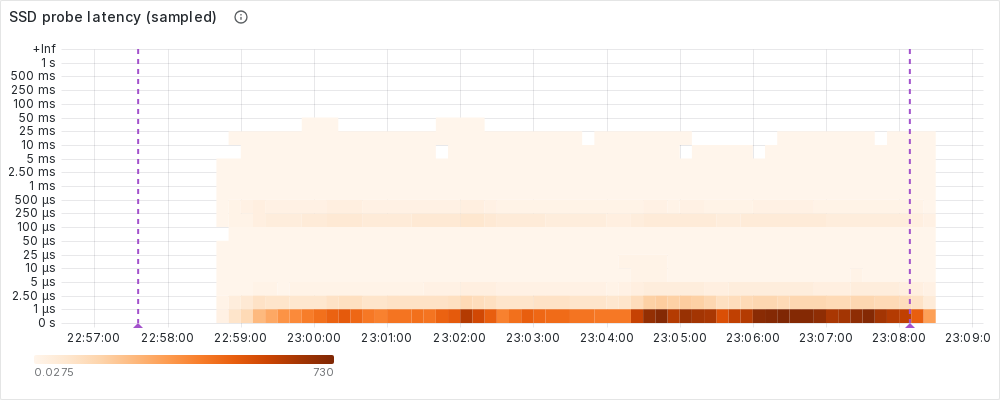 SSD probe latency (sampled)
+Inf
1 s
500 ms
250 ms
100 ms
50 ms
25 ms
10 ms
5 ms
2.50 ms
1 ms
500 µs
250 µs
100 µs
50 µs
25 µs
10 µs
5 µs
2.50 µs
1 µs
0 s
22:57:00 22:58:00 22:59:00 23:00:00 23:01:00 23:02:00 23:03:00 23:04:00 23:05:00 23:06:00 23:07:00 23:08:00 23:09:0
0.0275 730